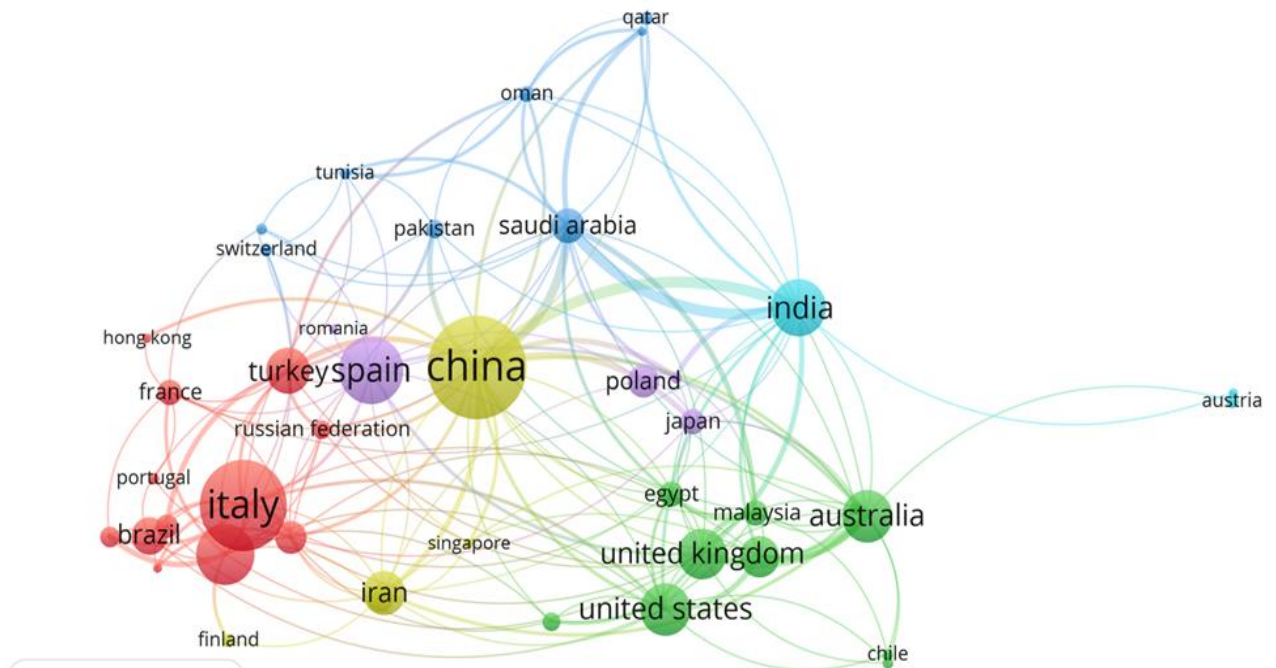 qatar
oman
tunisia
pakistan
saudi arabia
switzerland
india
hong kong
romania
turkey
spain
china
poland
france
austria
japan
russian federation
portugal
italy
egypt
malaysia
australia
brazil
singapore
united kingdom
iran
united states
finland
chile